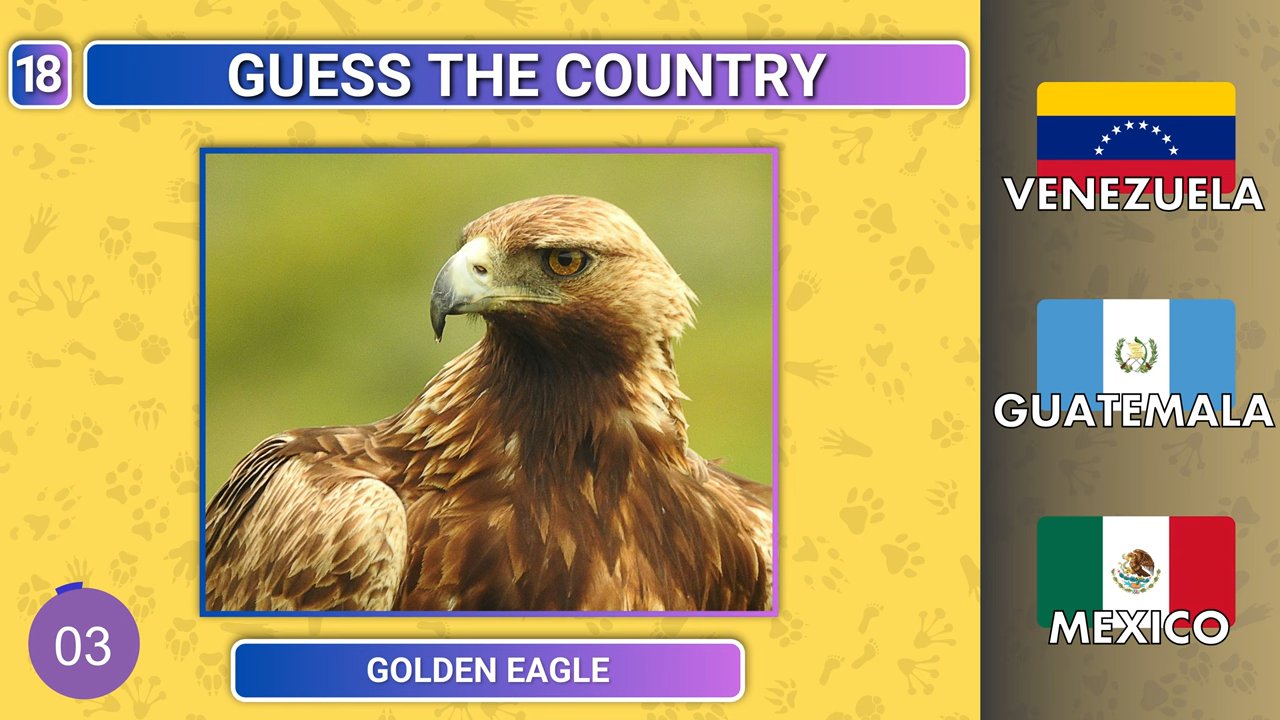 18
GUESS THE COUNTRY
VENEZUELA
GUATEMALA
MEXICO
03
GOLDEN EAGLE